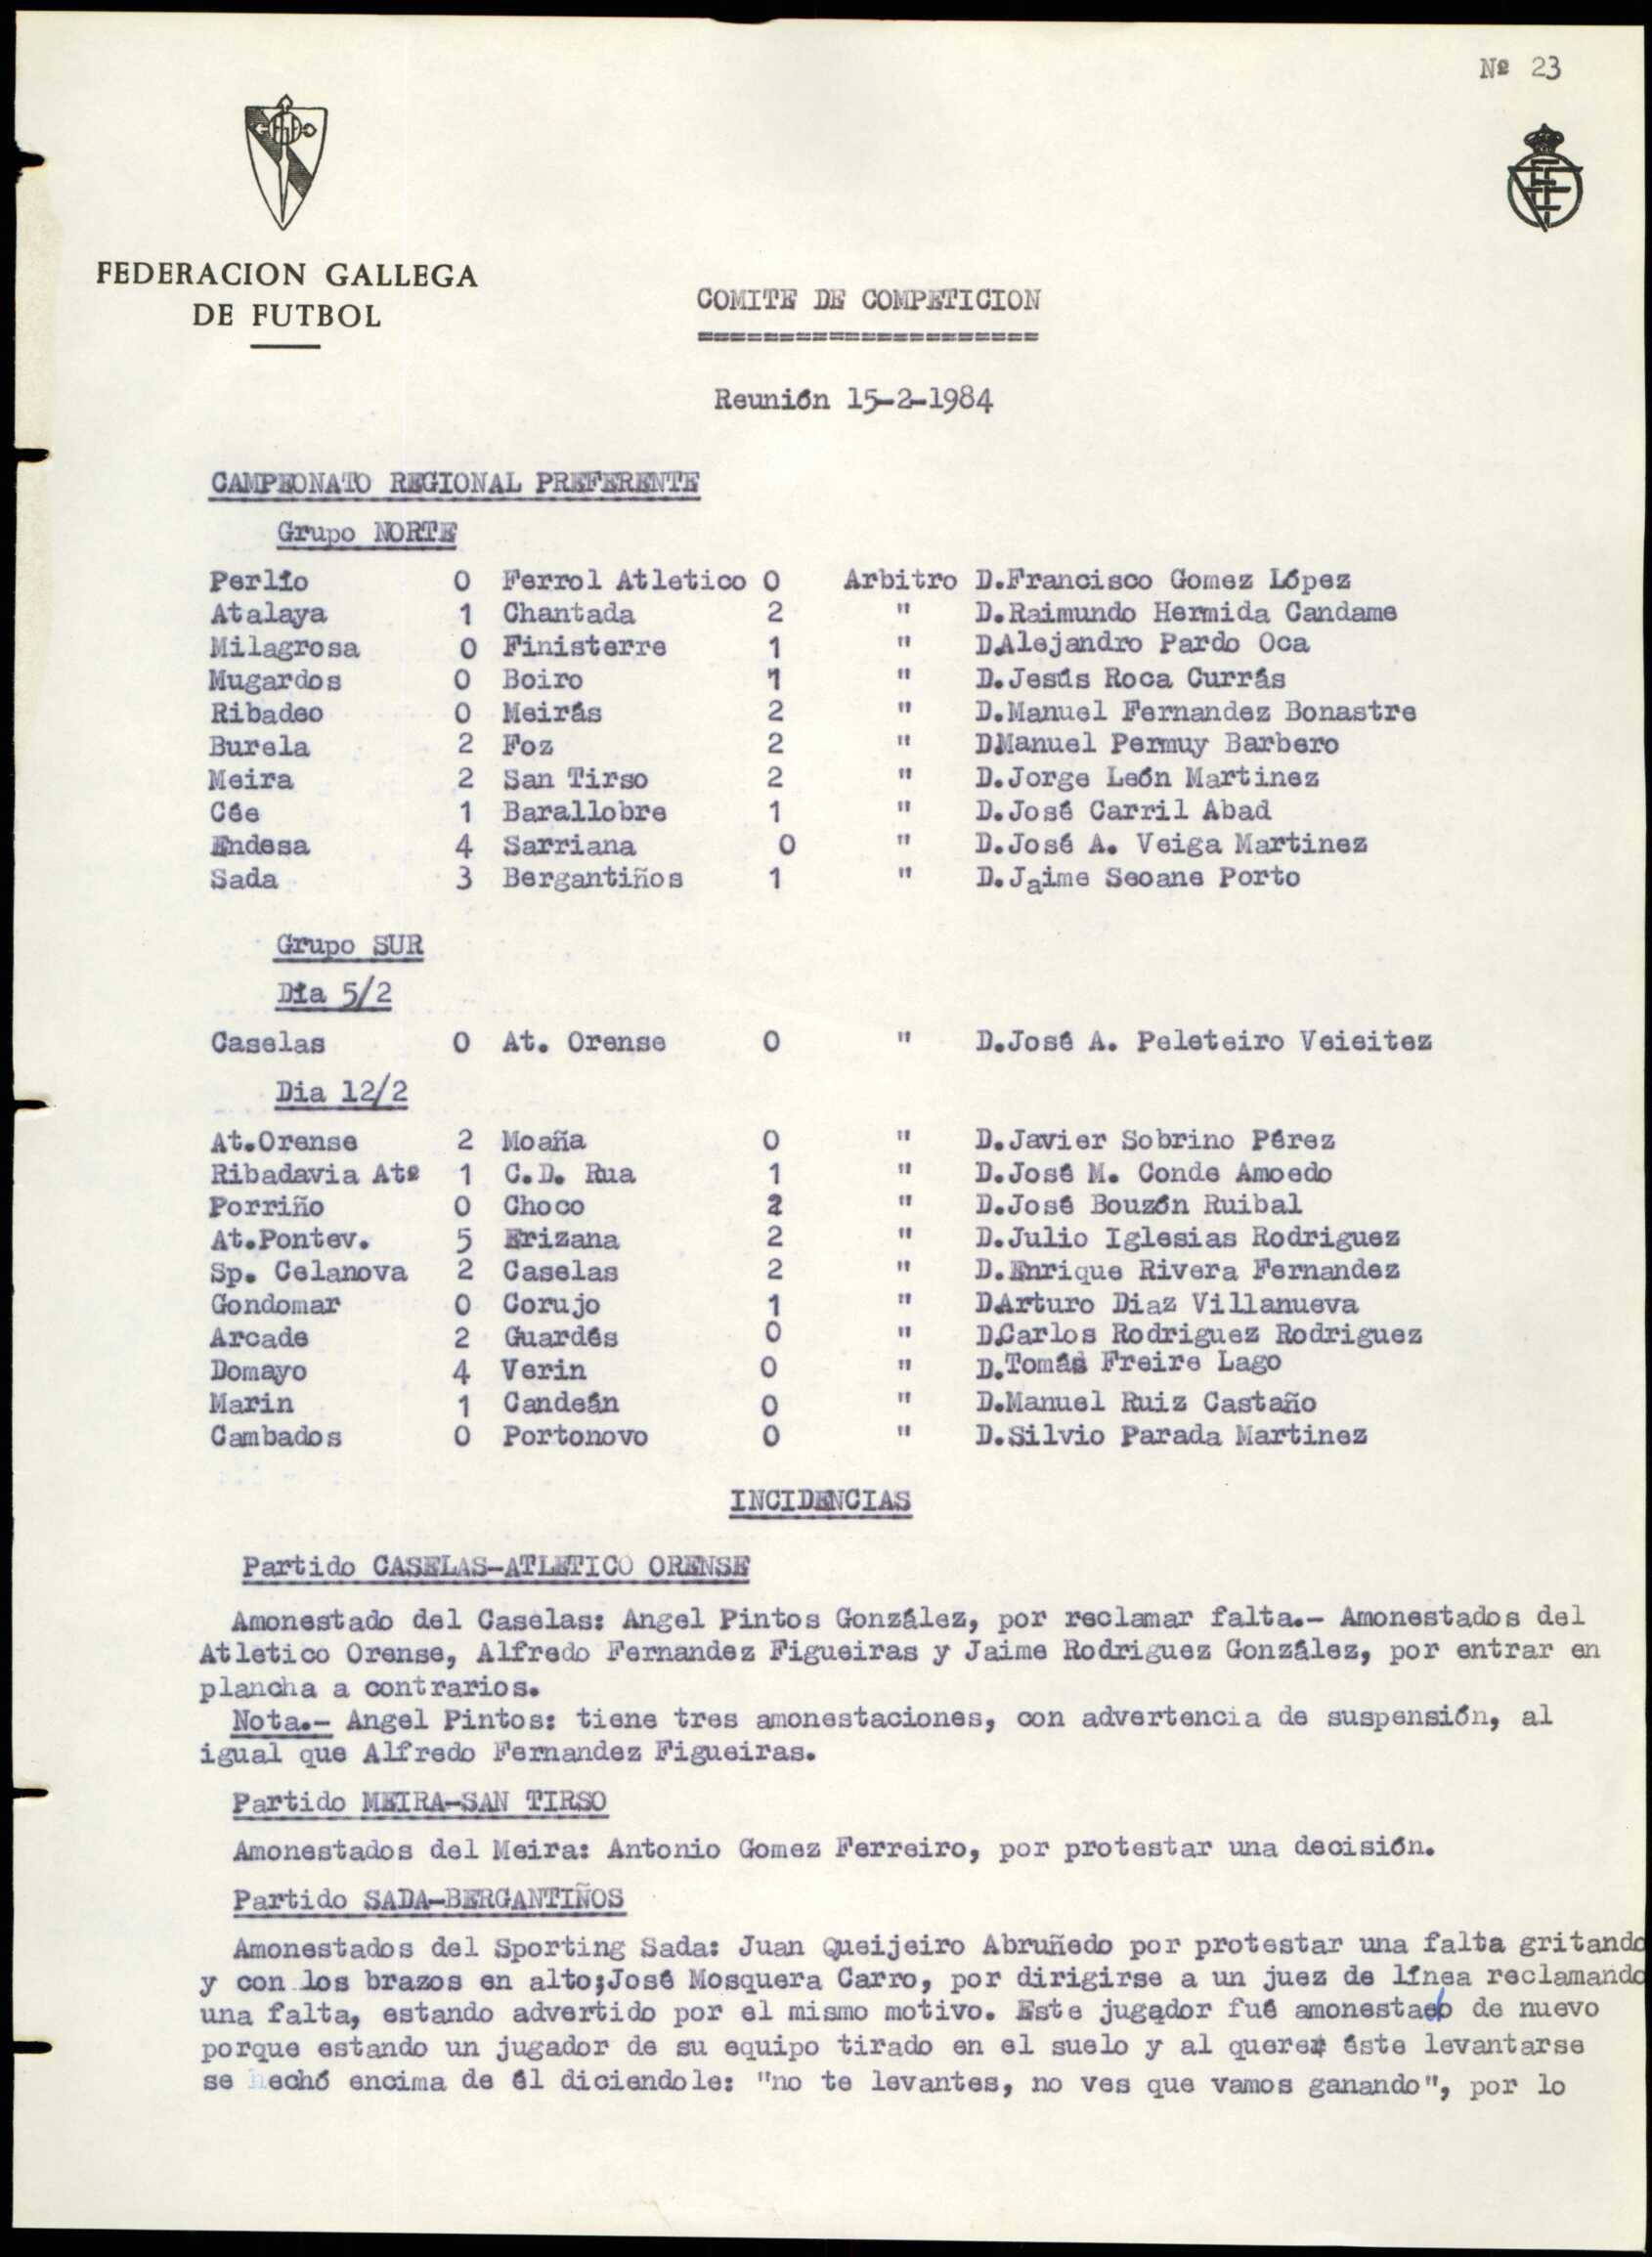 Nº 23
FEDERACION GALLEGA
DE FUTBOL
COMITE DE COMPETICION
=====================
Reunión 15-2-1984
CAMPEONATO REGIONAL PREFERENTE
Grupo NORTE
Perlío 0 Ferrol Atletico 0 Arbitro D.Francisco Gomez López
Atalaya 1 Chantada 2 " D.Raimundo Hermida Candame
Milagrosa 0 Finisterre 1 " D.Alejandro Pardo Oca
Mugardos 0 Boiro 1 " D.Jesús Roca Currás
Ribadeo 0 Meirás 2 " D.Manuel Fernandez Bonastre
Burela 2 Foz 2 " D.Manuel Permuy Barbero
Meira 2 San Tirso 2 " D.Jorge León Martinez
Cée 1 Barallobre 1 " D.José Carril Abad
Endesa 4 Sarriana 0 " D.José A. Veiga Martinez
Sada 3 Bergantiños 1 " D.Jaime Seoane Porto
Grupo SUR
Día 5/2
Caselas 0 At. Orense 0 " D.José A. Peleteiro Veieitez
Dia 12/2
At.Orense 2 Moaña 0 " D.Javier Sobrino Pérez
Ribadavia Atº 1 C.D. Rua 1 " D.José M. Conde Amoedo
Porriño 0 Choco 2 " D.José Bouzón Ruibal
At.Pontev. 5 Erizana 2 " D.Julio Iglesias Rodriguez
Sp. Celanova 2 Caselas 2 " D.Enrique Rivera Fernandez
Gondomar 0 Corujo 1 " D.Arturo Diaz Villanueva
Arcade 2 Guardés 0 " D.Carlos Rodriguez Rodriguez
Domayo 4 Verin 0 " D.Tomás Freire Lago
Marin 1 Candeán 0 " D.Manuel Ruiz Castaño
Cambados 0 Portonovo 0 " D.Silvio Parada Martinez
INCIDENCIAS
Partido CASELAS-ATLETICO ORENSE
Amonestado del Caselas: Angel Pintos González, por reclamar falta.- Amonestados del
Atletico Orense, Alfredo Fernandez Figueiras y Jaime Rodriguez González, por entrar en
plancha a contrarios.
Nota.- Angel Pintos: tiene tres amonestaciones, con advertencia de suspensión, al
igual que Alfredo Fernandez Figueiras.
Partido MEIRA-SAN TIRSO
Amonestados del Meira: Antonio Gomez Ferreiro, por protestar una decisión.
Partido SADA-BERGANTIÑOS
Amonestados del Sporting Sada: Juan Queijeiro Abruñedo por protestar una falta gritando
y con los brazos en alto;José Mosquera Carro, por dirigirse a un juez de línea reclamando
una falta, estando advertido por el mismo motivo. Este jugador fué amonestado de nuevo
porque estando un jugador de su equipo tirado en el suelo y al querer éste levantarse
se hechó encima de él diciendole: "no te levantes, no ves que vamos ganando", por lo